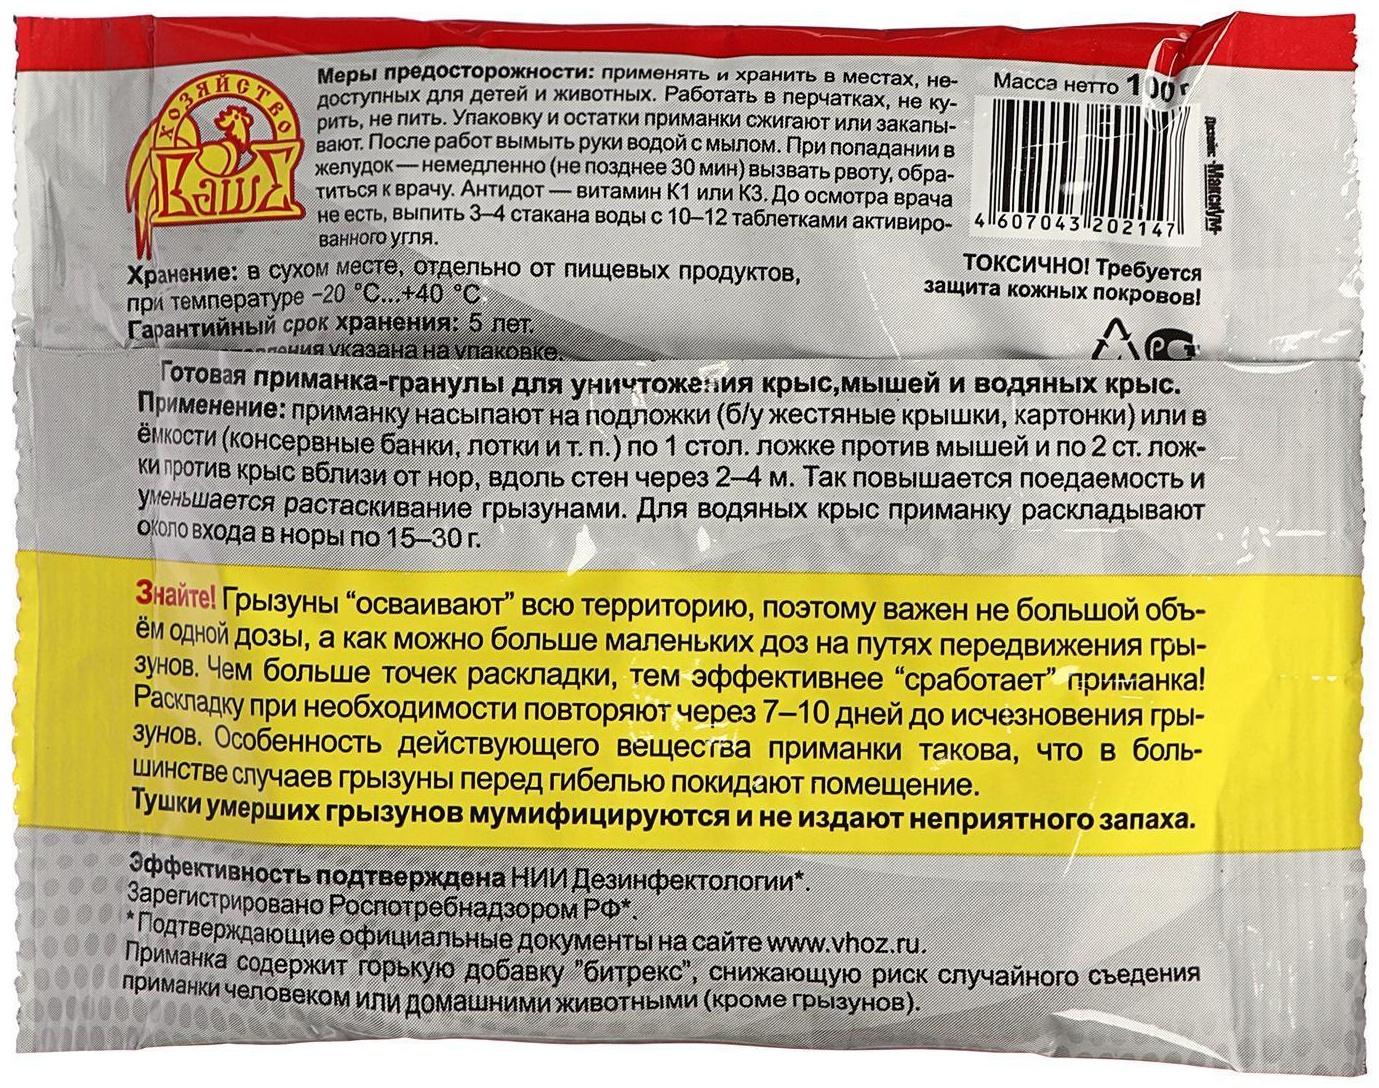 ХОЗЯЙСТВО
ВАШЕ
Меры предосторожности: применять и хранить в местах, не-
доступных для детей и животных. Работать в перчатках, не ку-
рить, не пить. Упаковку и остатки приманки сжигают или закапы-
вают. После работ вымыть руки водой с мылом. При попадании в
желудок — немедленно (не позднее 30 мин) вызвать рвоту, обра-
титься к врачу. Антидот — витамин К1 или К3. До осмотра врача
не есть, выпить 3–4 стакана воды с 10–12 таблетками активиро-
ванного угля.
Масса нетто 100 г
4 607043 202147
Дизайн: «Максиум»
ТОКСИЧНО! Требуется
защита кожных покровов!
Хранение: в сухом месте, отдельно от пищевых продуктов,
при температуре –20 °С...+40 °С.
Гарантийный срок хранения: 5 лет.
указана на упаковке.
РСТ
Готовая приманка-гранулы для уничтожения крыс,мышей и водяных крыс.
Применение: приманку насыпают на подложки (б/у жестяные крышки, картонки) или в
ёмкости (консервные банки, лотки и т. п.) по 1 стол. ложке против мышей и по 2 ст. лож-
ки против крыс вблизи от нор, вдоль стен через 2–4 м. Так повышается поедаемость и
уменьшается растаскивание грызунами. Для водяных крыс приманку раскладывают
около входа в норы по 15–30 г.
Знайте! Грызуны “осваивают” всю территорию, поэтому важен не большой объ-
ём одной дозы, а как можно больше маленьких доз на путях передвижения гры-
зунов. Чем больше точек раскладки, тем эффективнее “сработает” приманка!
Раскладку при необходимости повторяют через 7–10 дней до исчезновения гры-
зунов. Особенность действующего вещества приманки такова, что в боль-
шинстве случаев грызуны перед гибелью покидают помещение.
Тушки умерших грызунов мумифицируются и не издают неприятного запаха.
Эффективность подтверждена НИИ Дезинфектологии*.
Зарегистрировано Роспотребнадзором РФ*.
*Подтверждающие официальные документы на сайте www.vhoz.ru.
Приманка содержит горькую добавку "битрекс", снижающую риск случайного съедения
приманки человеком или домашними животными (кроме грызунов).